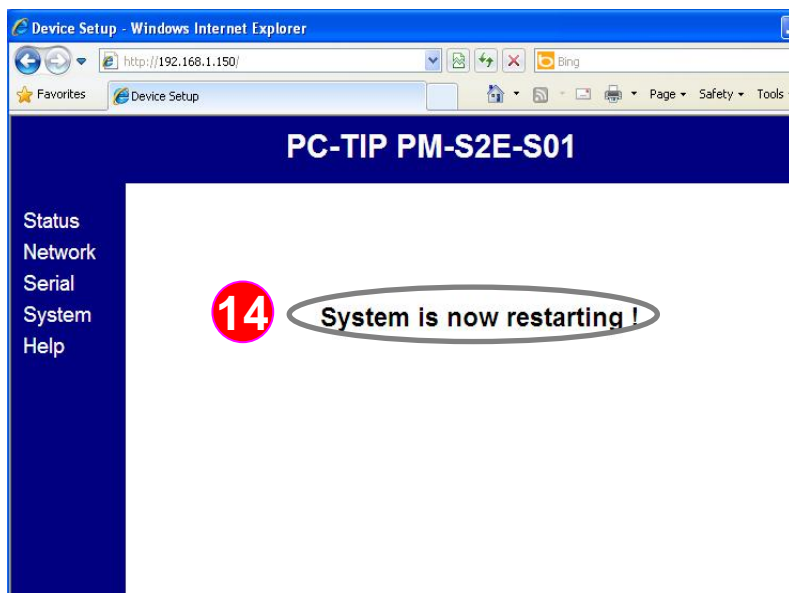 Device Setup - Windows Internet Explorer
http://192.168.1.150/
Bing
Favorites
Device Setup
Page
Safety
Tools
PC-TIP PM-S2E-S01
Status
Network
Serial
System
Help
14
System is now restarting !